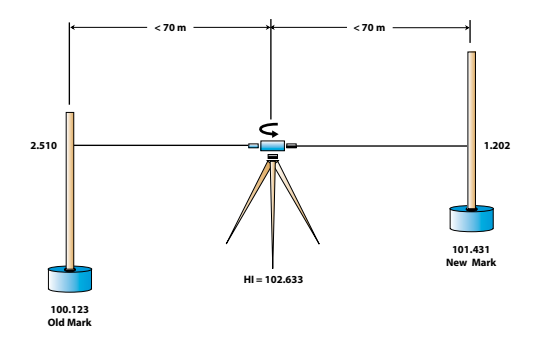 < 70 m
< 70 m
2.510
1.202
101.431
New Mark
HI = 102.633
100.123
Old Mark